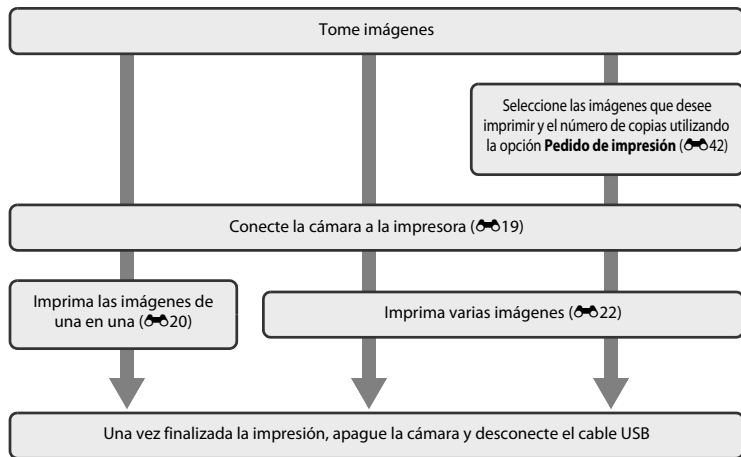 Tome imágenes
Seleccione las imágenes que desee
imprimir y el número de copias utilizando
la opción Pedido de impresión (42)
Conecte la cámara a la impresora (19)
Imprima las imágenes de
una en una (20)
Imprima varias imágenes (22)
Una vez finalizada la impresión, apague la cámara y desconecte el cable USB